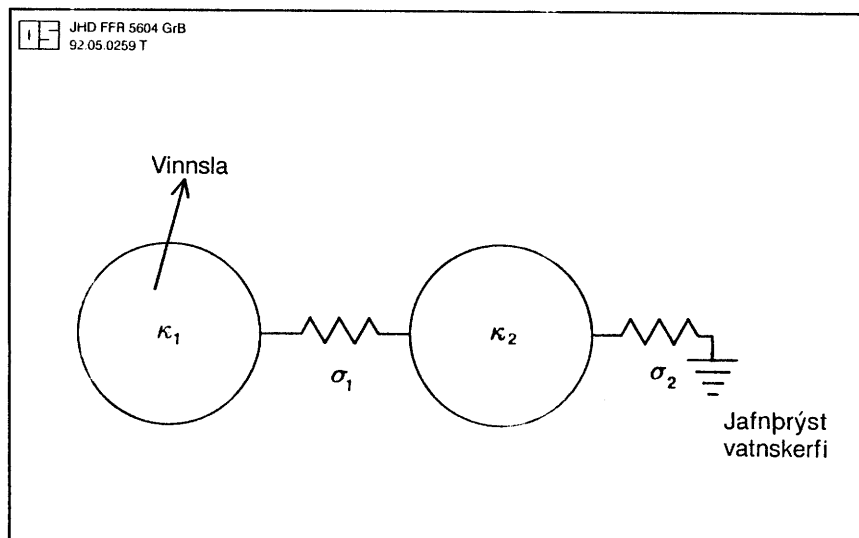 JHD FFR 5604 GrB
92.05.0259 T
Vinnsla
κ₁
κ₂
σ₁
σ₂
Jafnþrýst
vatnskerfi